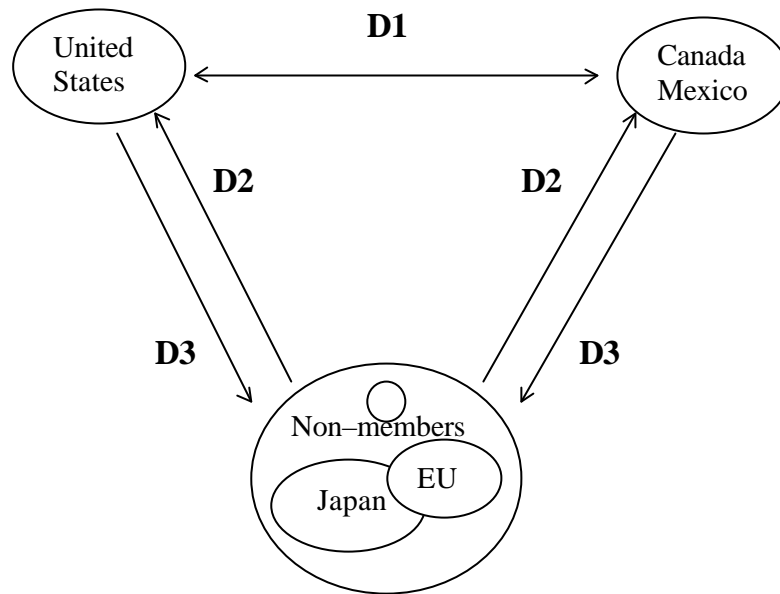 D1
United
States
Canada
Mexico
D2
D2
D3
D3
Non–members
EU
Japan